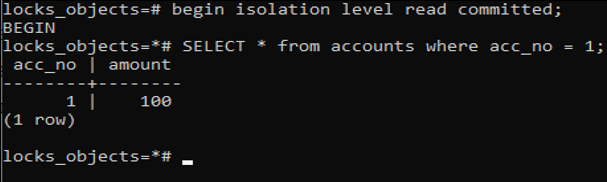 locks_objects=# begin isolation level read committed;
BEGIN
locks_objects=*# SELECT * from accounts where acc_no = 1;
 acc_no | amount
--------+--------
      1 |    100
(1 row)

locks_objects=*#